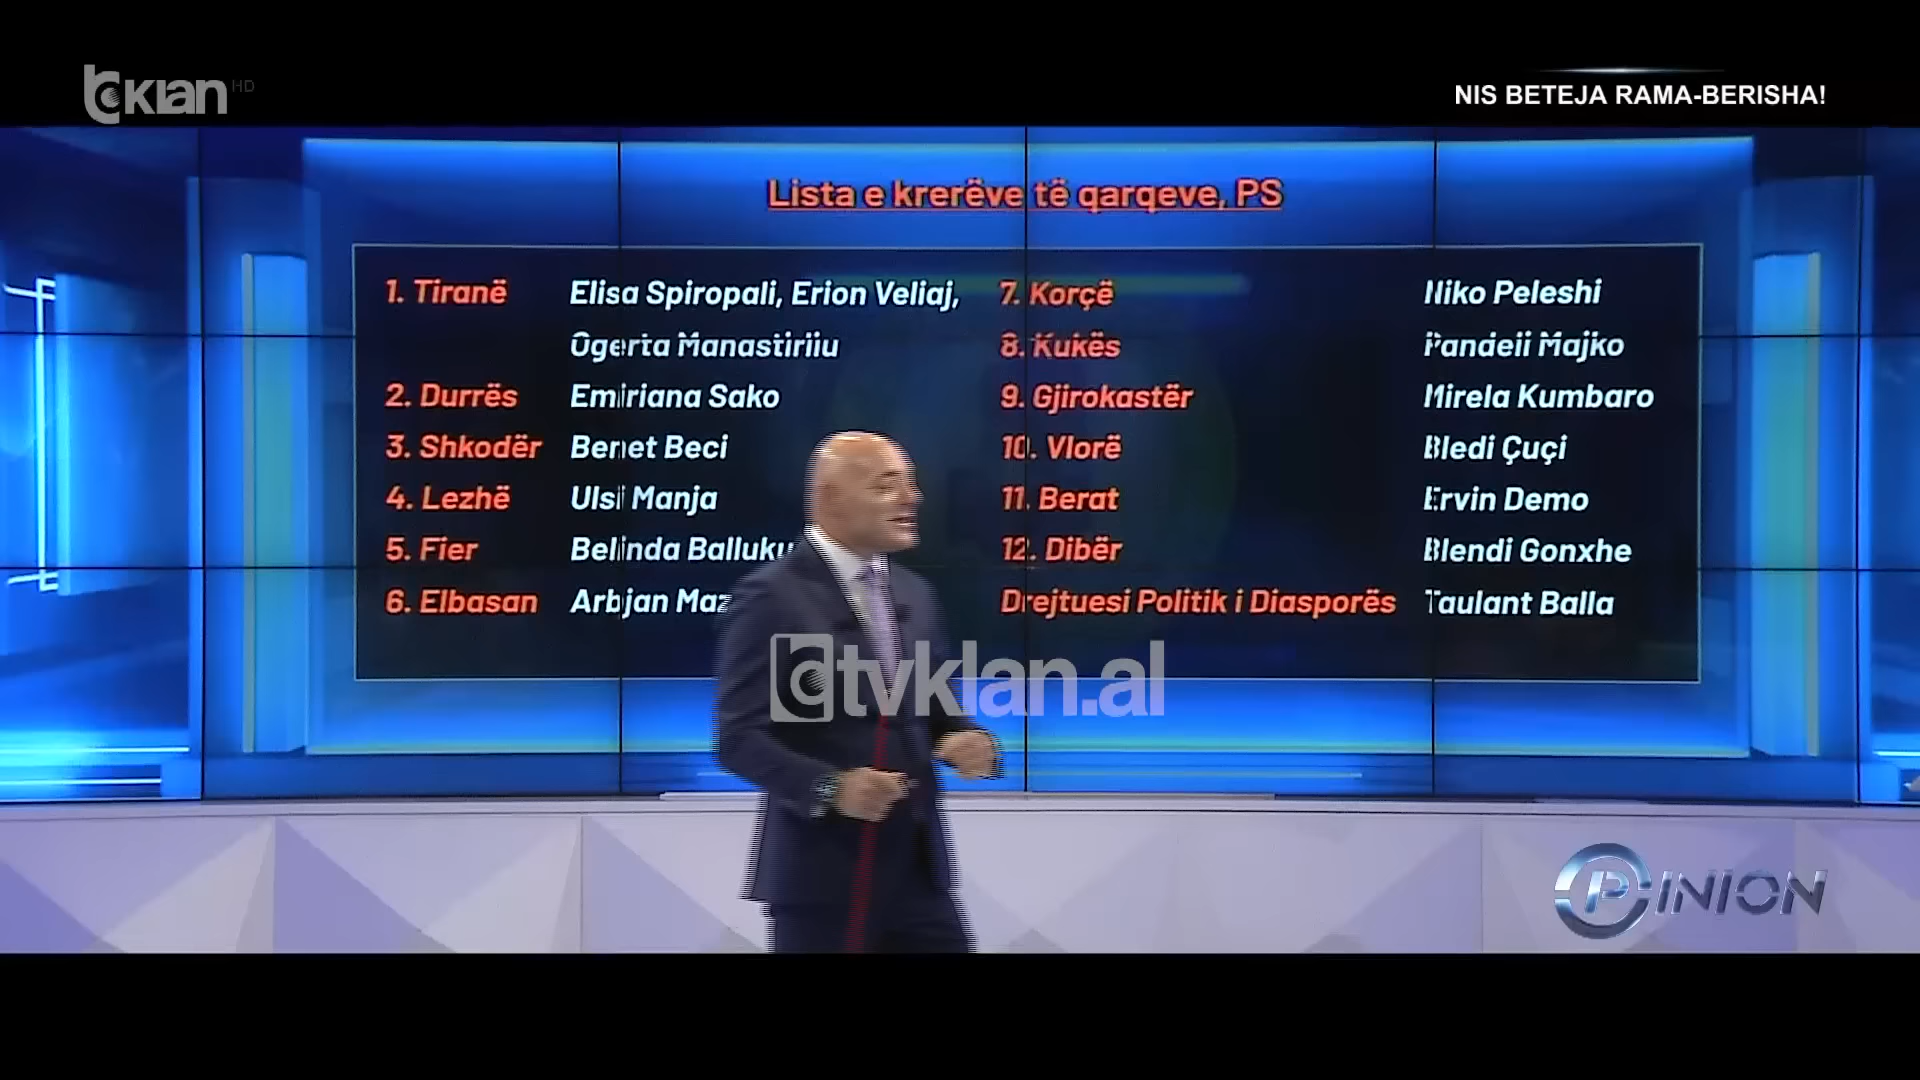 tvklan HD
NIS BETEJA RAMA-BERISHA!
Lista e krerëve të qarqeve, PS
1. Tiranë Elisa Spiropali, Erion Veliaj,
Ogerta Manastirliu
2. Durrës Emiriana Sako
3. Shkodër Benet Beci
4. Lezhë Ulsi Manja
5. Fier Belinda Balluku
6. Elbasan Arbjan
7. Korçë Niko Peleshi
8. Kukës Pandeli Majko
9. Gjirokastër Mirela Kumbaro
10. Vlorë Bledi Çuçi
11. Berat Ervin Demo
12. Dibër Blendi Gonxhe
Drejtuesi Politik i Diasporës Taulant Balla
tvklan.al
OPINION